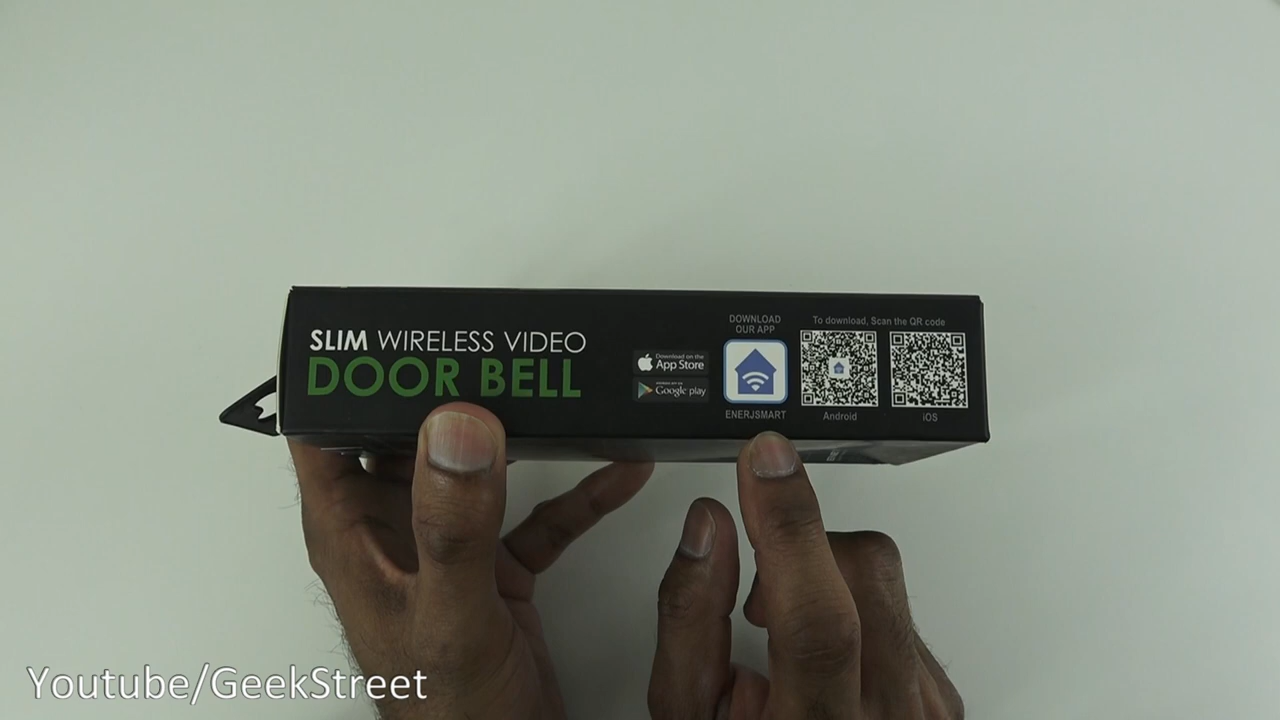 SLIM WIRELESS VIDEO
DOOR BELL
Download on the
App Store
Google play
DOWNLOAD
OUR APP
ENERJSMART
To download, Scan the QR code
Android
iOS
Youtube/GeekStreet